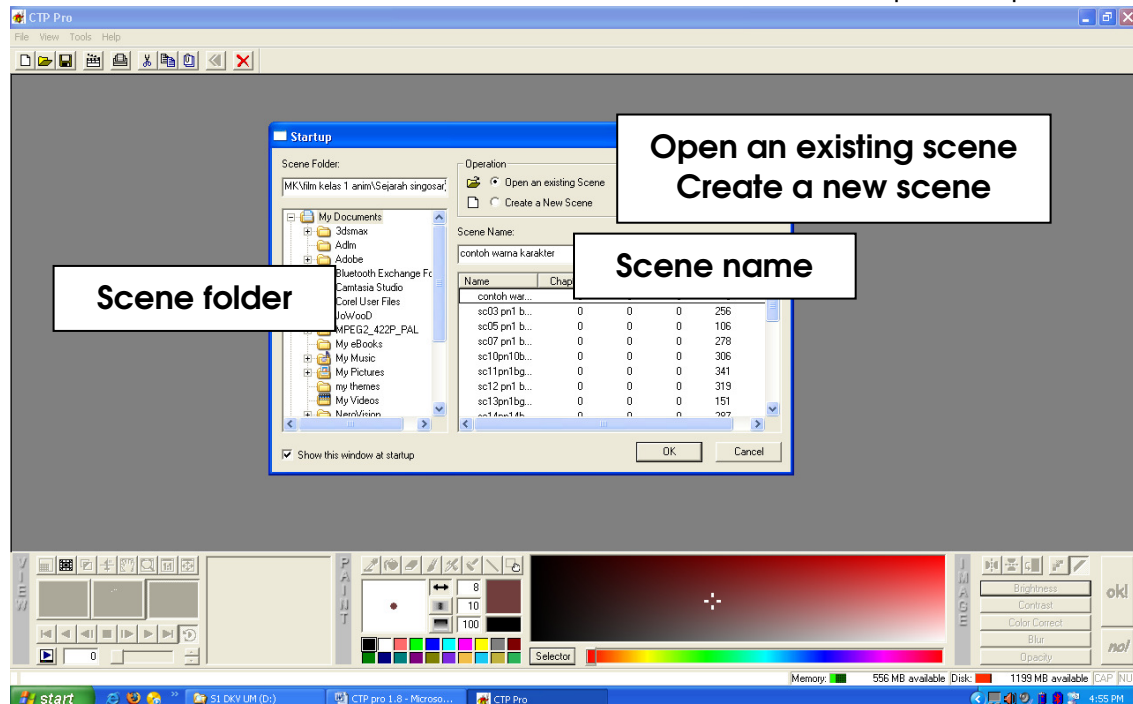 CTP Pro
File View Tools Help
Startup
Open an existing scene
Create a new scene
Scene Folder:
Operation
MK\film kelas 1 anim\Sejarah singosar
Open an existing Scene
Create a New Scene
My Documents
3dsmax
Adlm
Adobe
Bluetooth Exchange Fo
Camtasia Studio
Corel User Files
JoWooD
MPEG2_422P_PAL
My eBooks
My Music
My Pictures
my themes
My Videos
NeroVision
Scene folder
Scene Name:
contoh warna karakter
Scene name
Name Chap
contoh war...
sc03 pn1 b... 0 0 0 256
sc05 pn1 b... 0 0 0 106
sc07 pn1 b... 0 0 0 278
sc10pn10b... 0 0 0 306
sc11pn1bg... 0 0 0 341
sc12 pn1 b... 0 0 0 319
sc13pn1bg... 0 0 0 151
Show this window at startup
OK Cancel
VIEW
0
PAINT
8
10
100
Selector
IMAGE
Brightness
Contrast
Color Correct
Blur
Opacity
ok!
no!
Memory: 556 MB available Disk: 1199 MB available CAP NU
start S1 DKV UM (D:) CTP pro 1.8 - Microso... CTP Pro 4:55 PM